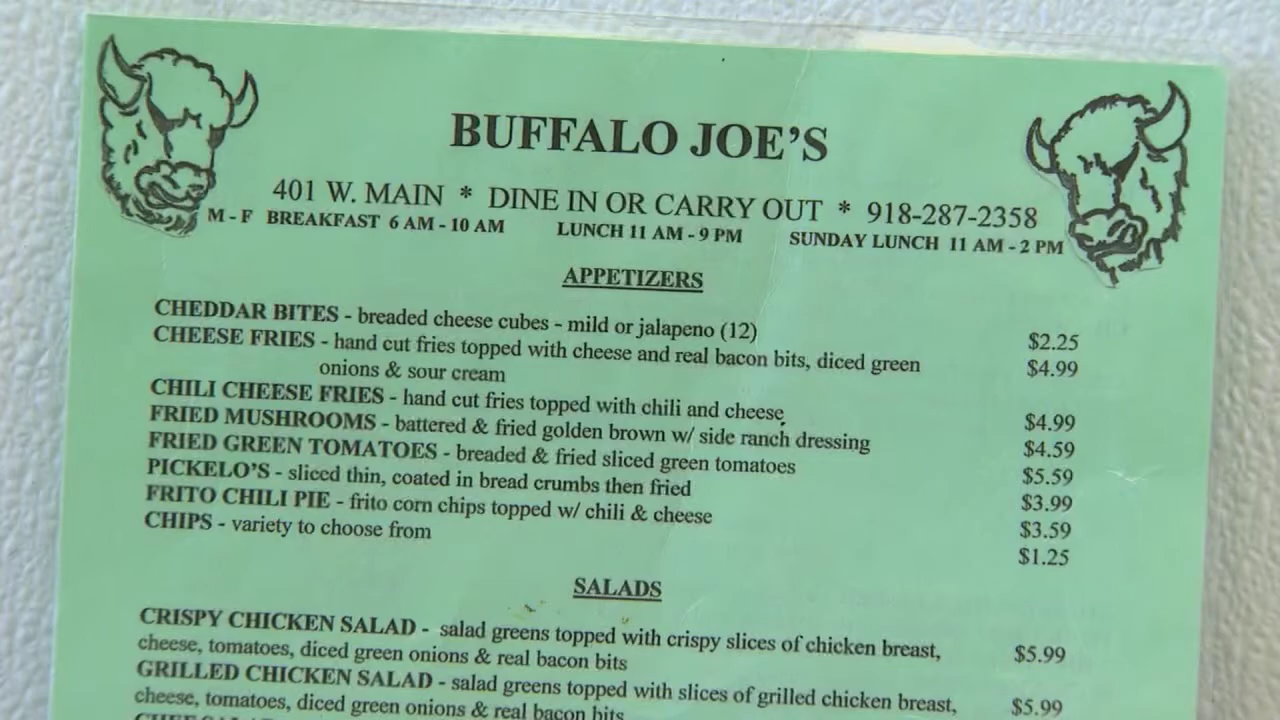 BUFFALO JOE'S
401 W. MAIN * DINE IN OR CARRY OUT * 918-287-2358
M - F BREAKFAST 6 AM - 10 AM LUNCH 11 AM - 9 PM SUNDAY LUNCH 11 AM - 2 PM
APPETIZERS
CHEDDAR BITES - breaded cheese cubes - mild or jalapeno (12) $2.25
CHEESE FRIES - hand cut fries topped with cheese and real bacon bits, diced green $4.99
onions & sour cream
CHILI CHEESE FRIES - hand cut fries topped with chili and cheese $4.99
FRIED MUSHROOMS - battered & fried golden brown w/ side ranch dressing $4.59
FRIED GREEN TOMATOES - breaded & fried sliced green tomatoes $5.59
PICKELO'S - sliced thin, coated in bread crumbs then fried $3.99
FRITO CHILI PIE - frito corn chips topped w/ chili & cheese $3.59
CHIPS - variety to choose from $1.25
SALADS
CRISPY CHICKEN SALAD - salad greens topped with crispy slices of chicken breast,
cheese, tomatoes, diced green onions & real bacon bits $5.99
GRILLED CHICKEN SALAD - salad greens topped with slices of grilled chicken breast,
cheese, tomatoes, diced green onions & real bacon bits $5.99